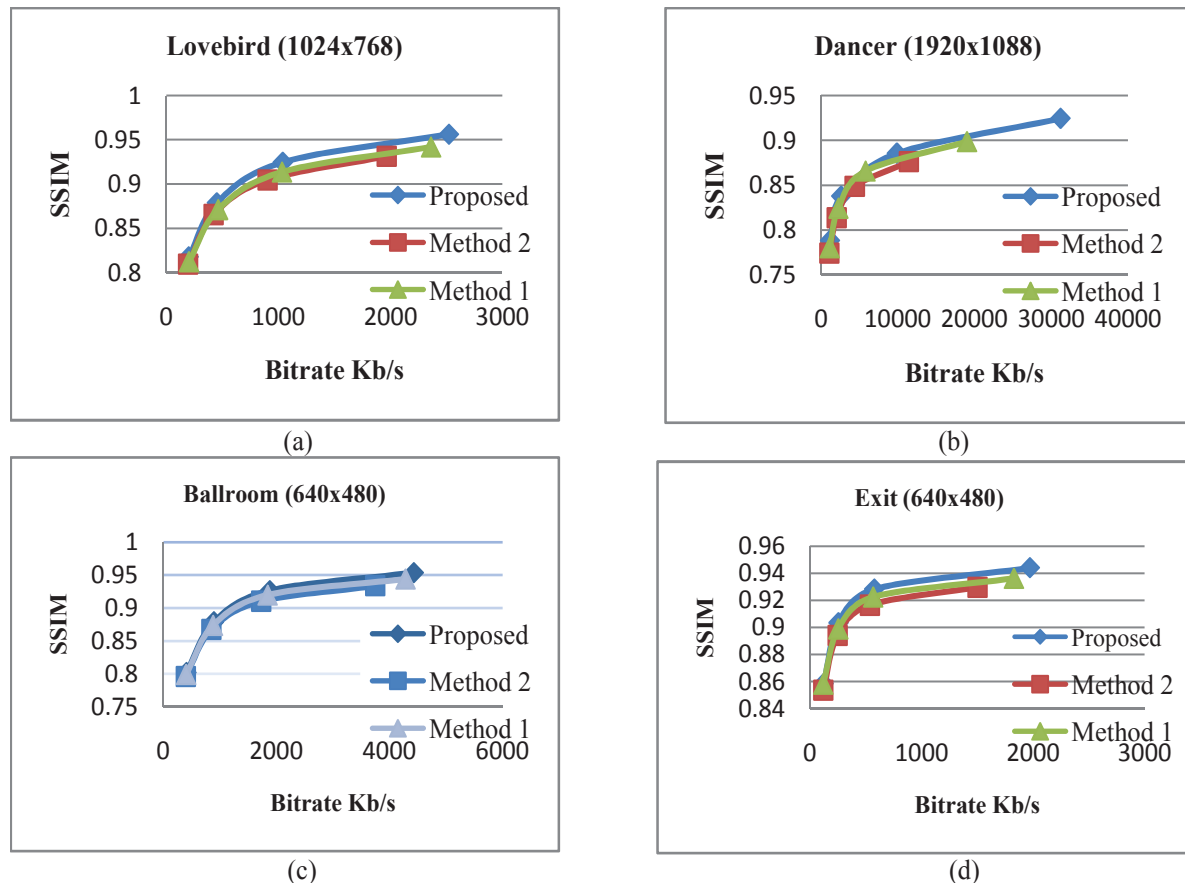 Lovebird (1024x768)
1
0.95
0.9
0.85
0.8
SSIM
0 1000 2000 3000
Bitrate Kb/s
Proposed
Method 2
Method 1
(a)
Dancer (1920x1088)
0.95
0.9
0.85
0.8
0.75
SSIM
0 10000 20000 30000 40000
Bitrate Kb/s
Proposed
Method 2
Method 1
(b)
Ballroom (640x480)
1
0.95
0.9
0.85
0.8
0.75
SSIM
0 2000 4000 6000
Bitrate Kb/s
Proposed
Method 2
Method 1
(c)
Exit (640x480)
0.96
0.94
0.92
0.9
0.88
0.86
0.84
SSIM
0 1000 2000 3000
Bitrate Kb/s
Proposed
Method 2
Method 1
(d)